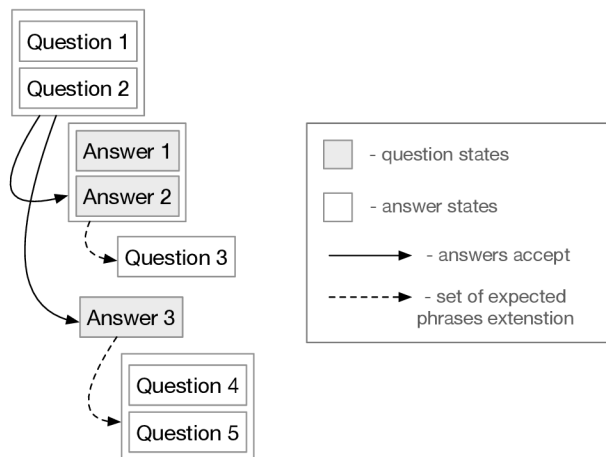 Question 1
Question 2
Answer 1
Answer 2
Question 3
Answer 3
Question 4
Question 5
- question states
- answer states
- answers accept
- set of expected
phrases extenstion